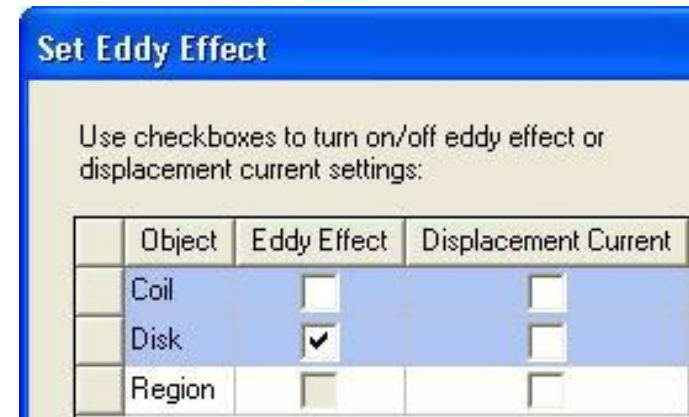 Set Eddy Effect
Use checkboxes to turn on/off eddy effect or
displacement current settings:
Object Eddy Effect Displacement Current
Coil
Disk
Region